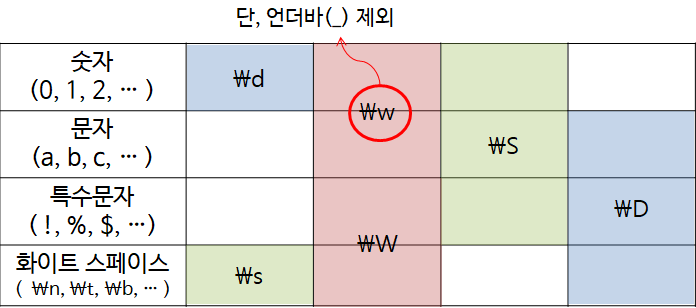 단, 언더바(_) 제외
숫자
(0, 1, 2, … )
₩d
₩w
문자
(a, b, c, … )
₩S
특수문자
( !, %, $, …)
₩D
₩W
화이트 스페이스
( ₩n, ₩t, ₩b, … )
₩s